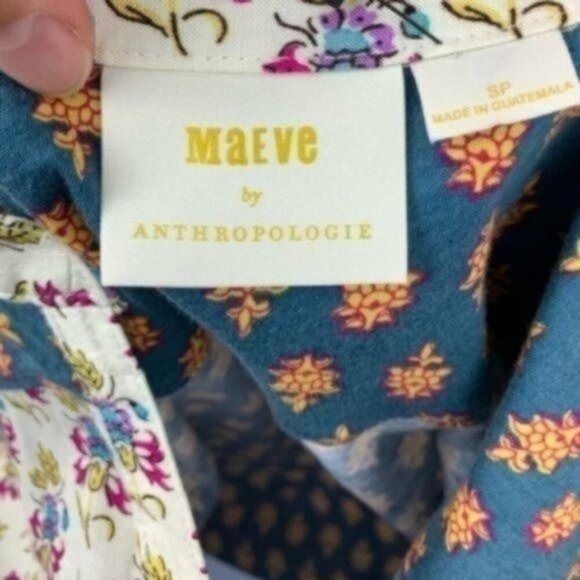 MaEVe
by
ANTHROPOLOGIE
SP
MADE IN GUATEMALA